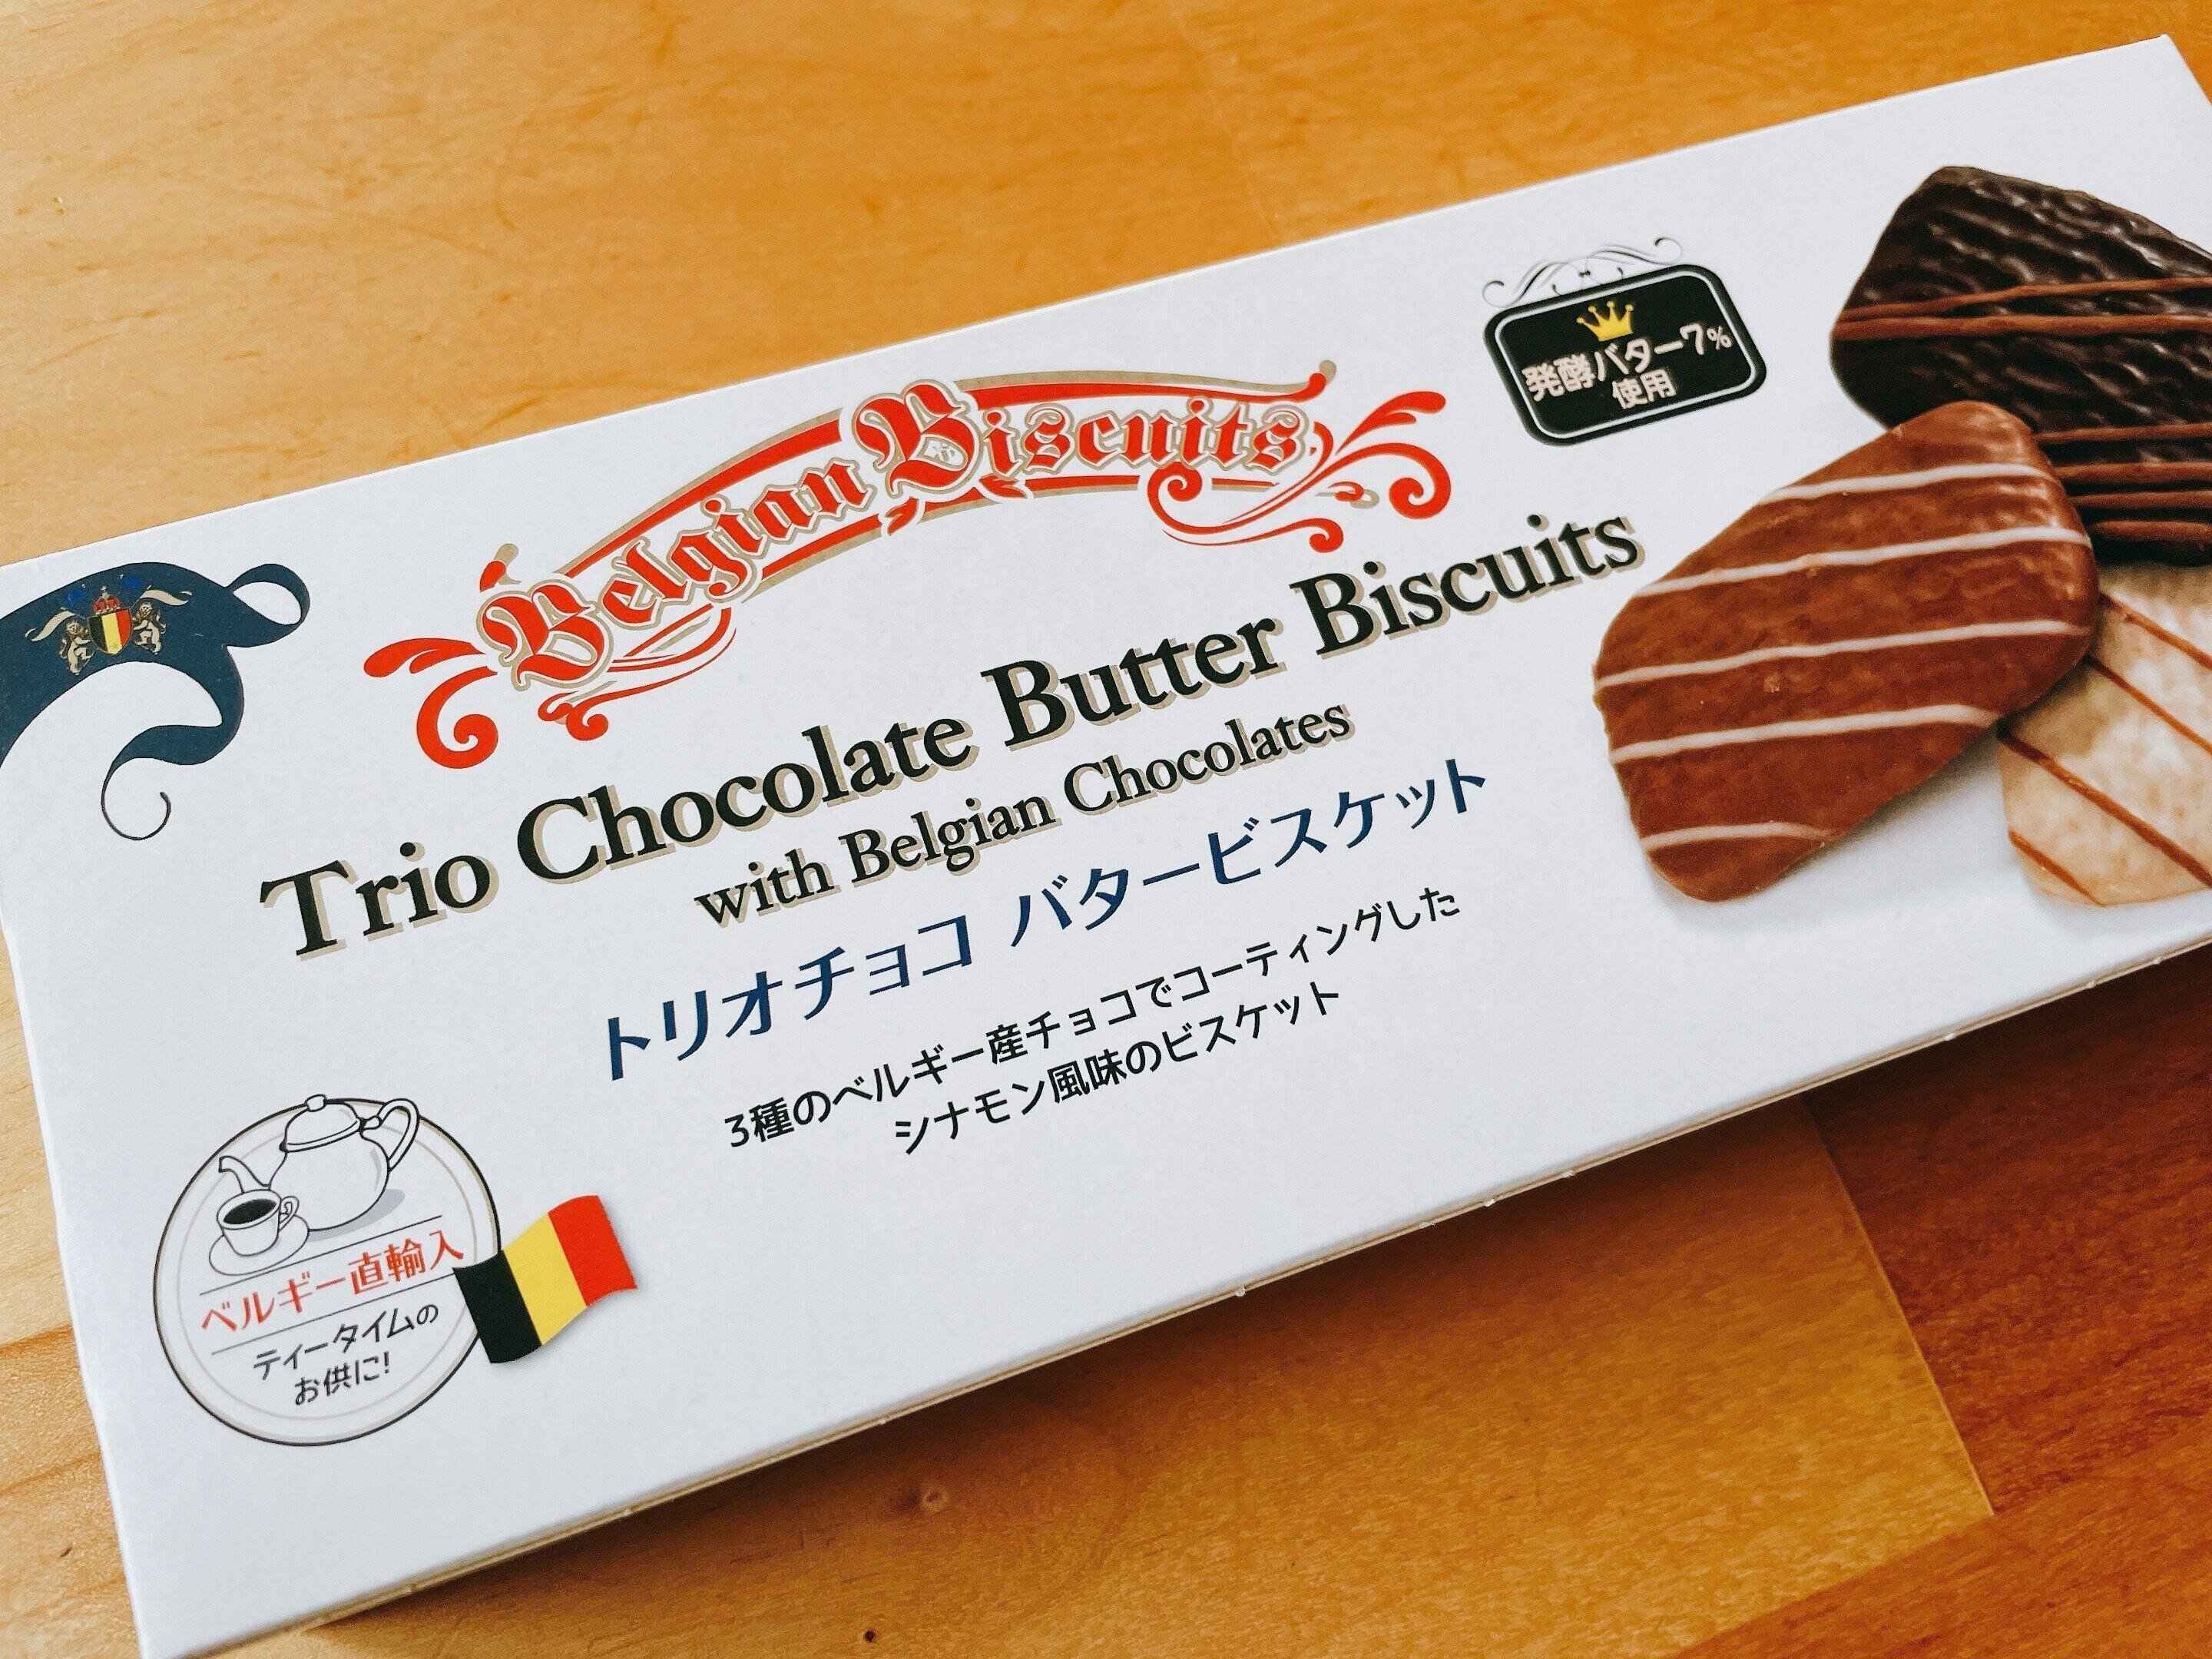 Belgian Biscuits
発酵バター7%
使用
Trio Chocolate Butter Biscuits
with Belgian Chocolates
トリオチョコ バタービスケット
3種のベルギー産チョコでコーティングした
シナモン風味のビスケット
ベルギー直輸入
ティータイムの
お供に!